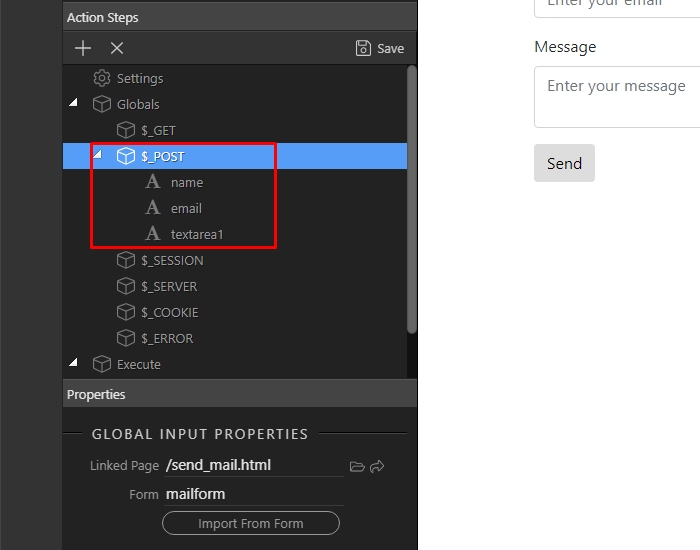 Action Steps
Save
Settings
Globals
$_GET
$_POST
name
email
textarea1
$_SESSION
$_SERVER
$_COOKIE
$_ERROR
Execute
Properties
GLOBAL INPUT PROPERTIES
Linked Page /send_mail.html
Form mailform
Import From Form
Enter your email
Message
Enter your message
Send